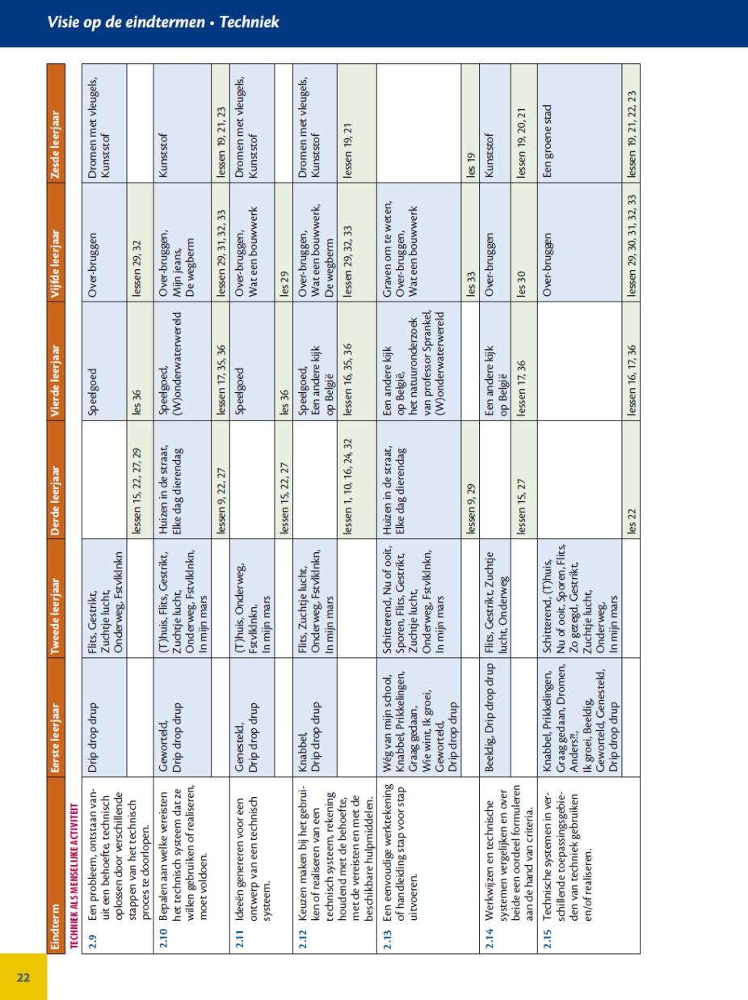 Visie op de eindtermen • Techniek
Eindterm
Eerste leerjaar
Tweede leerjaar
Derde leerjaar
Vierde leerjaar
Vijfde leerjaar
Zesde leerjaar
TECHNIEK ALS MENSELIJKE ACTIVITEIT
2.9 Een probleem, ontstaan van-
uit een behoefte, technisch
oplossen door verschillende
stappen van het technisch
proces te doorlopen.
Drip drop drup
Flits, Gestrikt,
Zuchtje lucht,
Onderweg, Fstvlklnkn
lessen 15, 22, 27, 29
Speelgoed
les 36
Over-bruggen
lessen 29, 32
Dromen met vleugels,
Kunststof
2.10 Bepalen aan welke vereisten
het technisch systeem dat ze
willen gebruiken of realiseren,
moet voldoen.
Geworteld,
Drip drop drup
(T)huis, Flits, Gestrikt,
Zuchtje lucht,
Onderweg, Fstvlklnkn,
In mijn mars
Huizen in de straat,
Elke dag dierendag
lessen 9, 22, 27
Speelgoed,
(W)onderwaterwereld
lessen 17, 35, 36
Over-bruggen,
Mijn jeans,
De wegberm
lessen 29, 31, 32, 33
Kunststof
lessen 19, 21, 23
2.11 Ideeën genereren voor een
ontwerp van een technisch
systeem.
Genesteld,
Drip drop drup
(T)huis, Onderweg,
Fstvlklnkn,
In mijn mars
lessen 15, 22, 27
Speelgoed
les 36
Over-bruggen,
Wat een bouwwerk
les 29
Dromen met vleugels,
Kunststof
2.12 Keuzen maken bij het gebrui-
ken of realiseren van een
technisch systeem, rekening
houdend met de behoefte,
met de vereisten en met de
beschikbare hulpmiddelen.
Knabbel,
Drip drop drup
Flits, Zuchtje lucht,
Onderweg, Fstvlklnkn,
In mijn mars
lessen 1, 10, 16, 24, 32
Speelgoed,
Een andere kijk
op België
lessen 16, 35, 36
Over-bruggen,
Wat een bouwwerk,
De wegberm
lessen 29, 32, 33
Dromen met vleugels,
Kunststof
lessen 19, 21
2.13 Een eenvoudige werktekening
of handleiding stap voor stap
uitvoeren.
Wég van mijn school,
Knabbel, Prikkelingen,
Graag gedaan,
Wie wint, Ik groei,
Geworteld,
Drip drop drup
Schitterend, Nu of ooit,
Sporen, Flits, Gestrikt,
Zuchtje lucht,
Onderweg, Fstvlklnkn,
In mijn mars
Huizen in de straat,
Elke dag dierendag
lessen 9, 29
Een andere kijk
op België,
het natuuronderzoek
van professor Sprankel,
(W)onderwaterwereld
Graven om te weten,
Over-bruggen,
Wat een bouwwerk
les 33
les 19
2.14 Werkwijzen en technische
systemen vergelijken en over
beide een oordeel formuleren
aan de hand van criteria.
Beeldig, Drip drop drup
Flits, Gestrikt, Zuchtje
lucht, Onderweg
lessen 15, 27
Een andere kijk
op België
lessen 17, 36
Over-bruggen
les 30
Kunststof
lessen 19, 20, 21
2.15 Technische systemen in ver-
schillende toepassingsgebie-
den van techniek gebruiken
en/of realiseren.
Knabbel, Prikkelingen,
Graag gedaan, Dromen,
Anders?!,
Ik groei, Beeldig,
Geworteld, Genesteld,
Drip drop drup
Schitterend, (T)huis,
Nu of ooit, Sporen, Flits,
Zo gezegd, Gestrikt,
Zuchtje lucht,
Onderweg,
In mijn mars
les 22
lessen 16, 17, 36
Over-bruggen
lessen 29, 30, 31, 32, 33
Een groene stad
lessen 19, 21, 22, 23
22